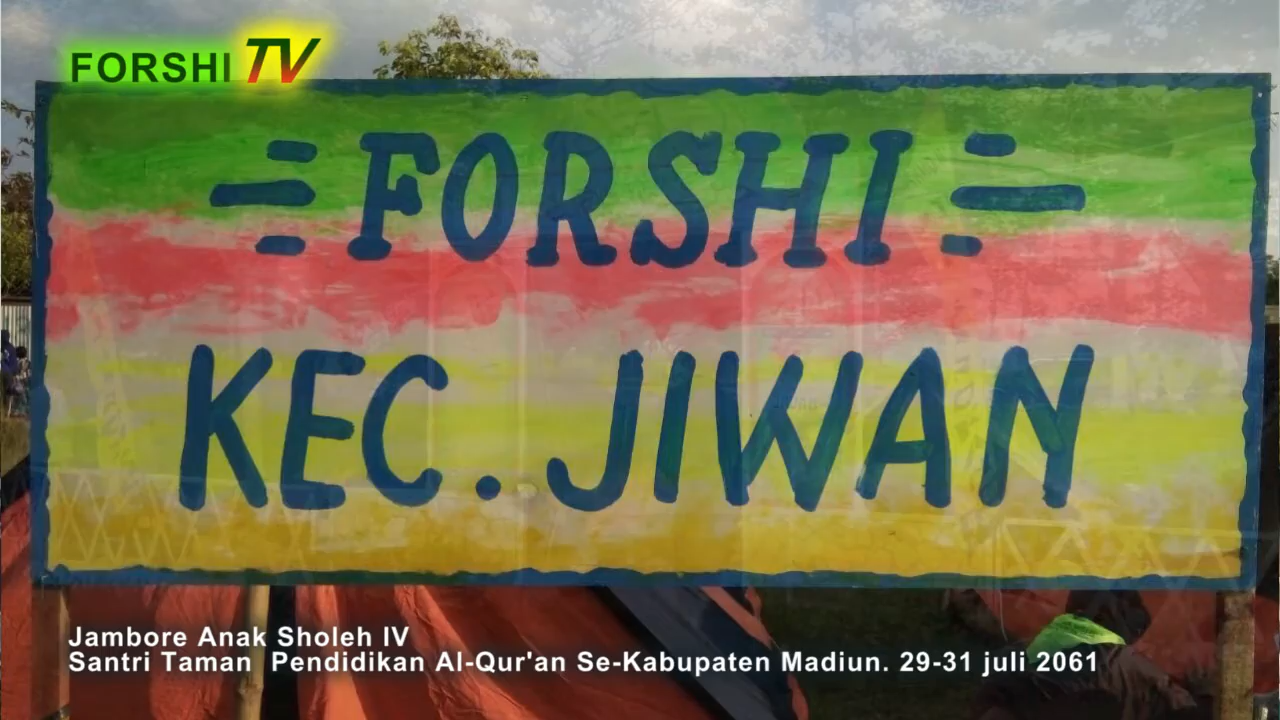 FORSHI TV
= FORSHI =
KEC. JIWAN
Jambore Anak Sholeh IV
Santri Taman Pendidikan Al-Qur'an Se-Kabupaten Madiun. 29-31 juli 2061